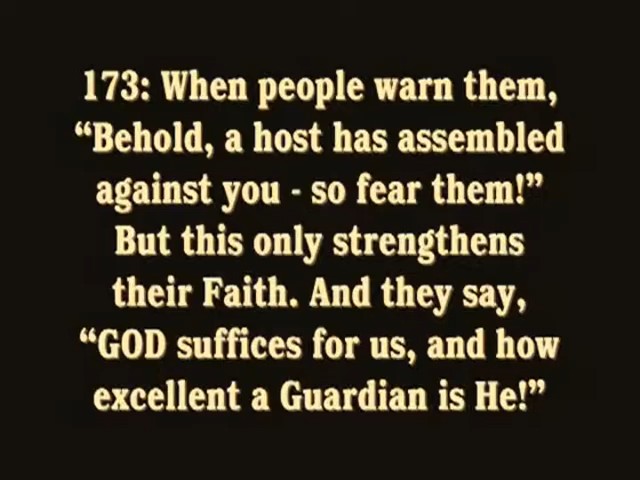 173: When people warn them,
“Behold, a host has assembled
against you - so fear them!”
But this only strengthens
their Faith. And they say,
“GOD suffices for us, and how
excellent a Guardian is He!”